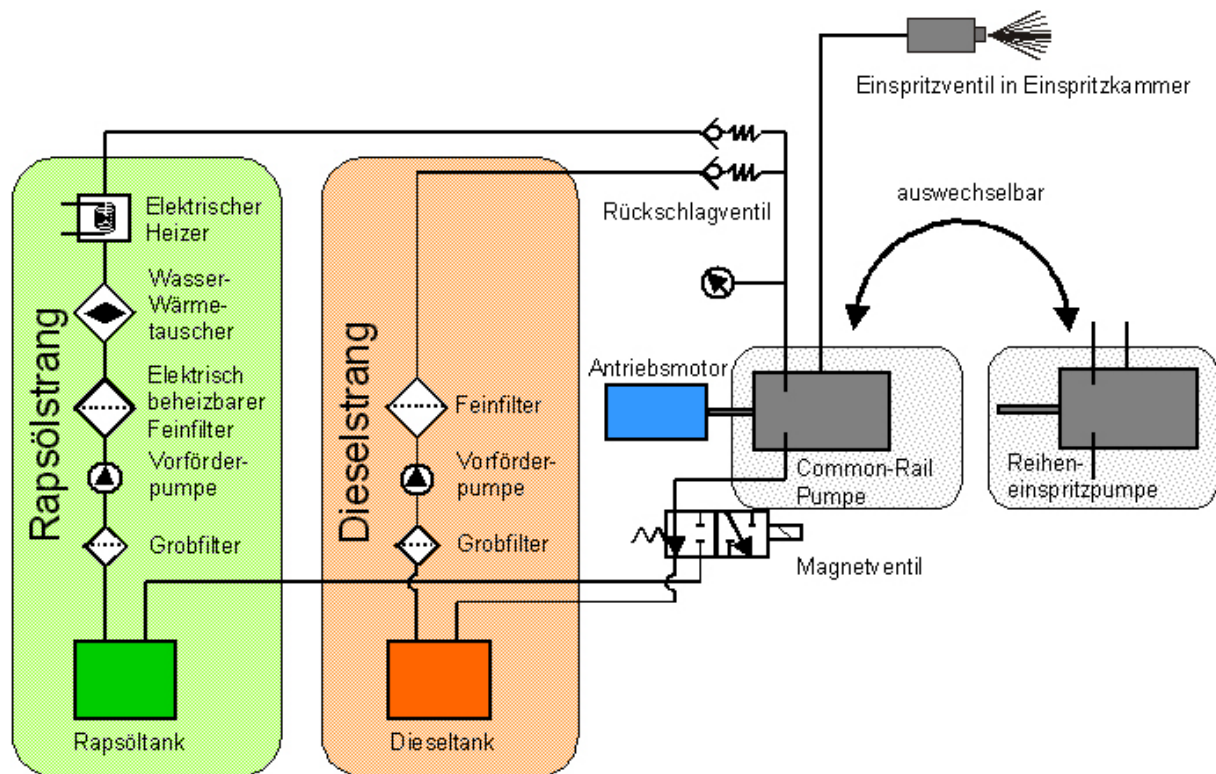 Einspritzventil in Einspritzkammer
Rückschlagventil
auswechselbar
Rapsölstrang
Elektrischer
Heizer
Wasser-
Wärme-
tauscher
Elektrisch
beheizbarer
Feinfilter
Vorförder-
pumpe
Grobfilter
Rapsöltank
Dieselstrang
Feinfilter
Vorförder-
pumpe
Grobfilter
Dieseltank
Antriebsmotor
Common-Rail
Pumpe
Magnetventil
Reihen-
einspritzpumpe